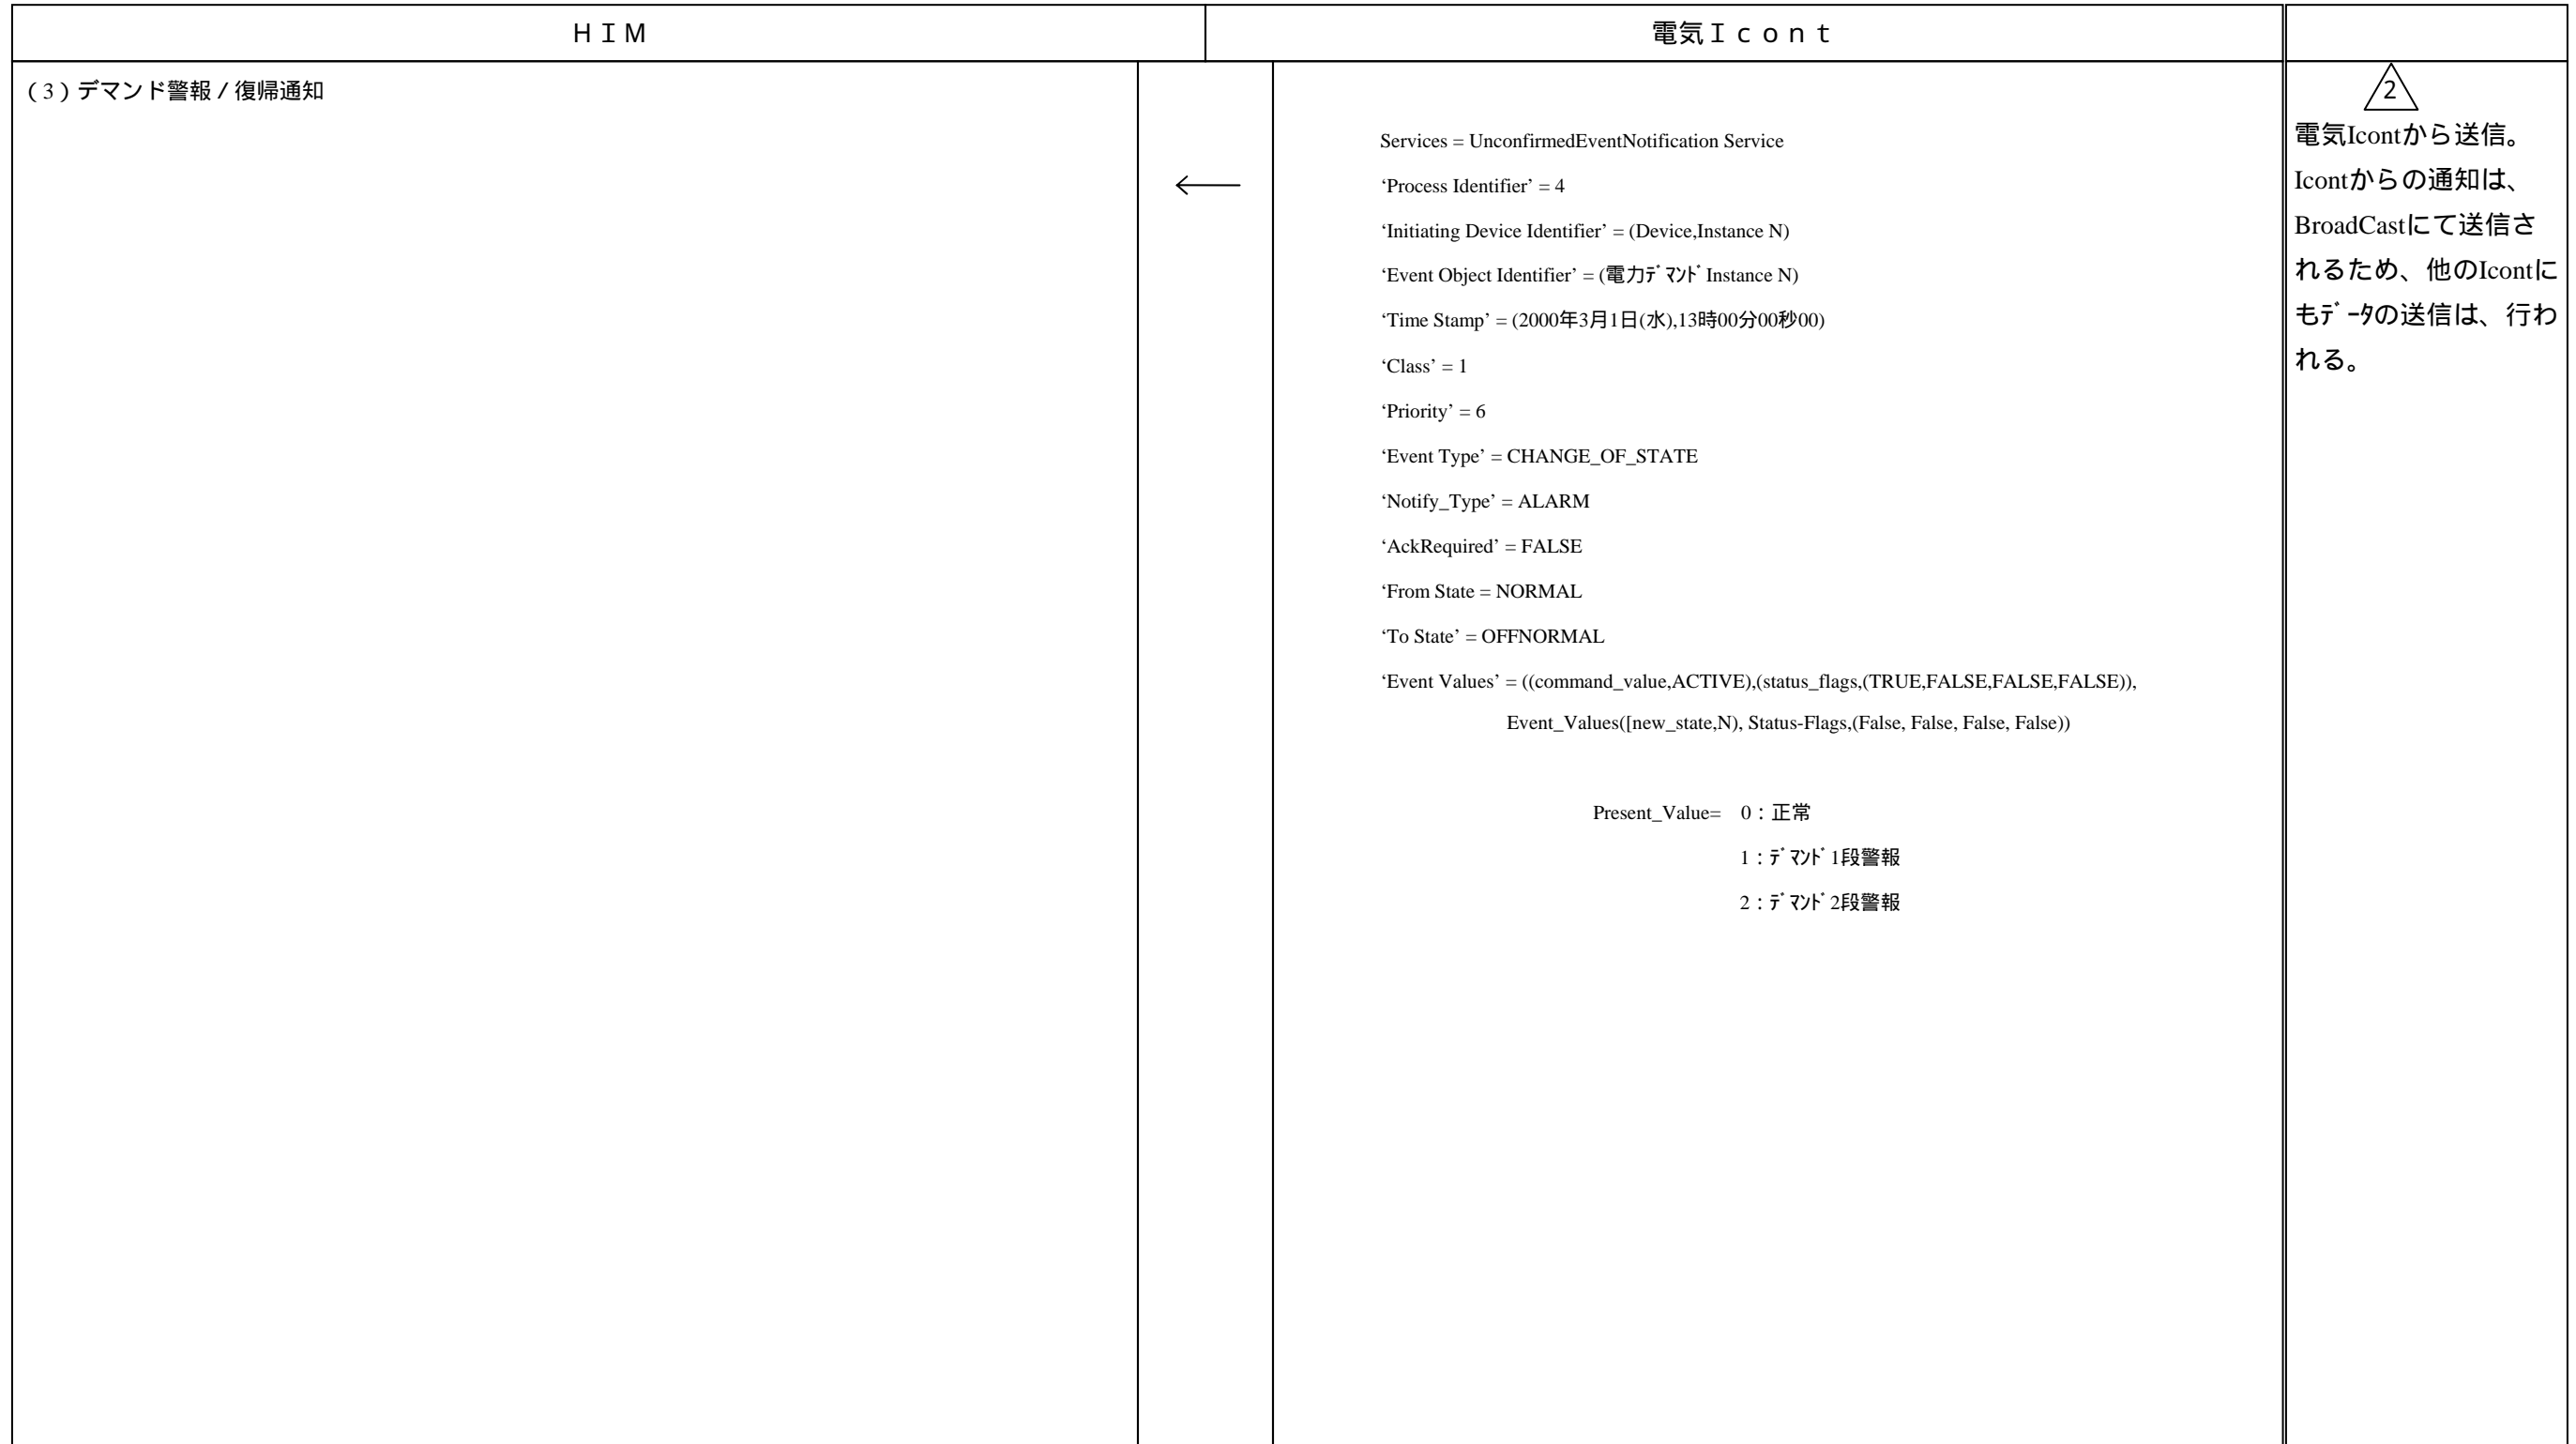 ＨＩＭ
電気Ｉｃｏｎｔ
（3）デマンド警報／復帰通知
Services = UnconfirmedEventNotification Service
‘Process Identifier’ = 4
‘Initiating Device Identifier’ = (Device,Instance N)
‘Event Object Identifier’ = (電力ﾃﾞﾏﾝﾄﾞInstance N)
‘Time Stamp’ = (2000年3月1日(水),13時00分00秒00)
‘Class’ = 1
‘Priority’ = 6
‘Event Type’ = CHANGE_OF_STATE
‘Notify_Type’ = ALARM
‘AckRequired’ = FALSE
‘From State = NORMAL
‘To State’ = OFFNORMAL
‘Event Values’ = ((command_value,ACTIVE),(status_flags,(TRUE,FALSE,FALSE,FALSE)),
Event_Values([new_state,N), Status-Flags,(False, False, False, False))
Present_Value=　0：正常
1：ﾃﾞﾏﾝﾄﾞ1段警報
2：ﾃﾞﾏﾝﾄﾞ2段警報
2
電気Icontから送信。
Icontからの通知は、
BroadCastにて送信さ
れるため、他のIcontに
もﾃﾞｰﾀの送信は、行わ
れる。